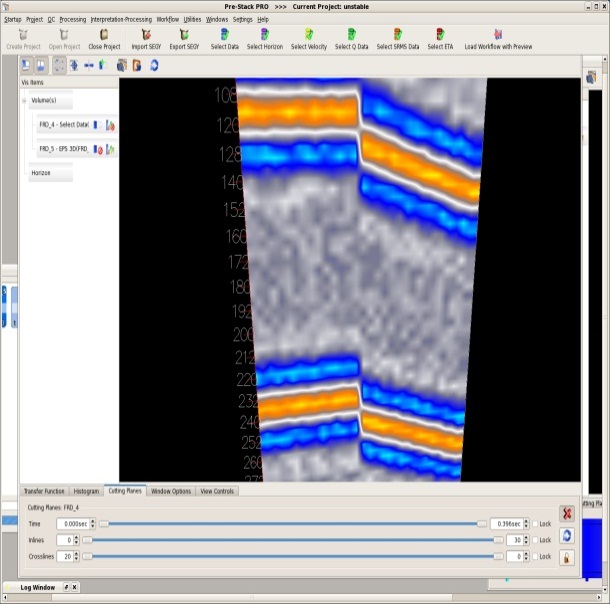 Pre-Stack PRO >>> Current Project: unstable
Startup Project QC Processing Interpretation-Processing Workflow Utilities Windows Settings Help
Create Project Open Project Close Project Import SEGY Export SEGY Select Data Select Horizon Select Velocity Select Q Data Select SRMS Data Select ETA Load Workflow with Preview
Vis Items
Volume(s)
FRD_4 - Select Data(
FRD_5 - EPS 3D(FRD_
Horizon
108
120
128
140
152
160
172
180
192
200
212
220
232
240
252
260
Transfer Function Histogram Cutting Planes Window Options View Controls
Cutting Planes: FRD_4
Time 0.000sec 0.396sec Lock
Inlines 0 30 Lock
Crosslines 20 0 Lock
Log Window